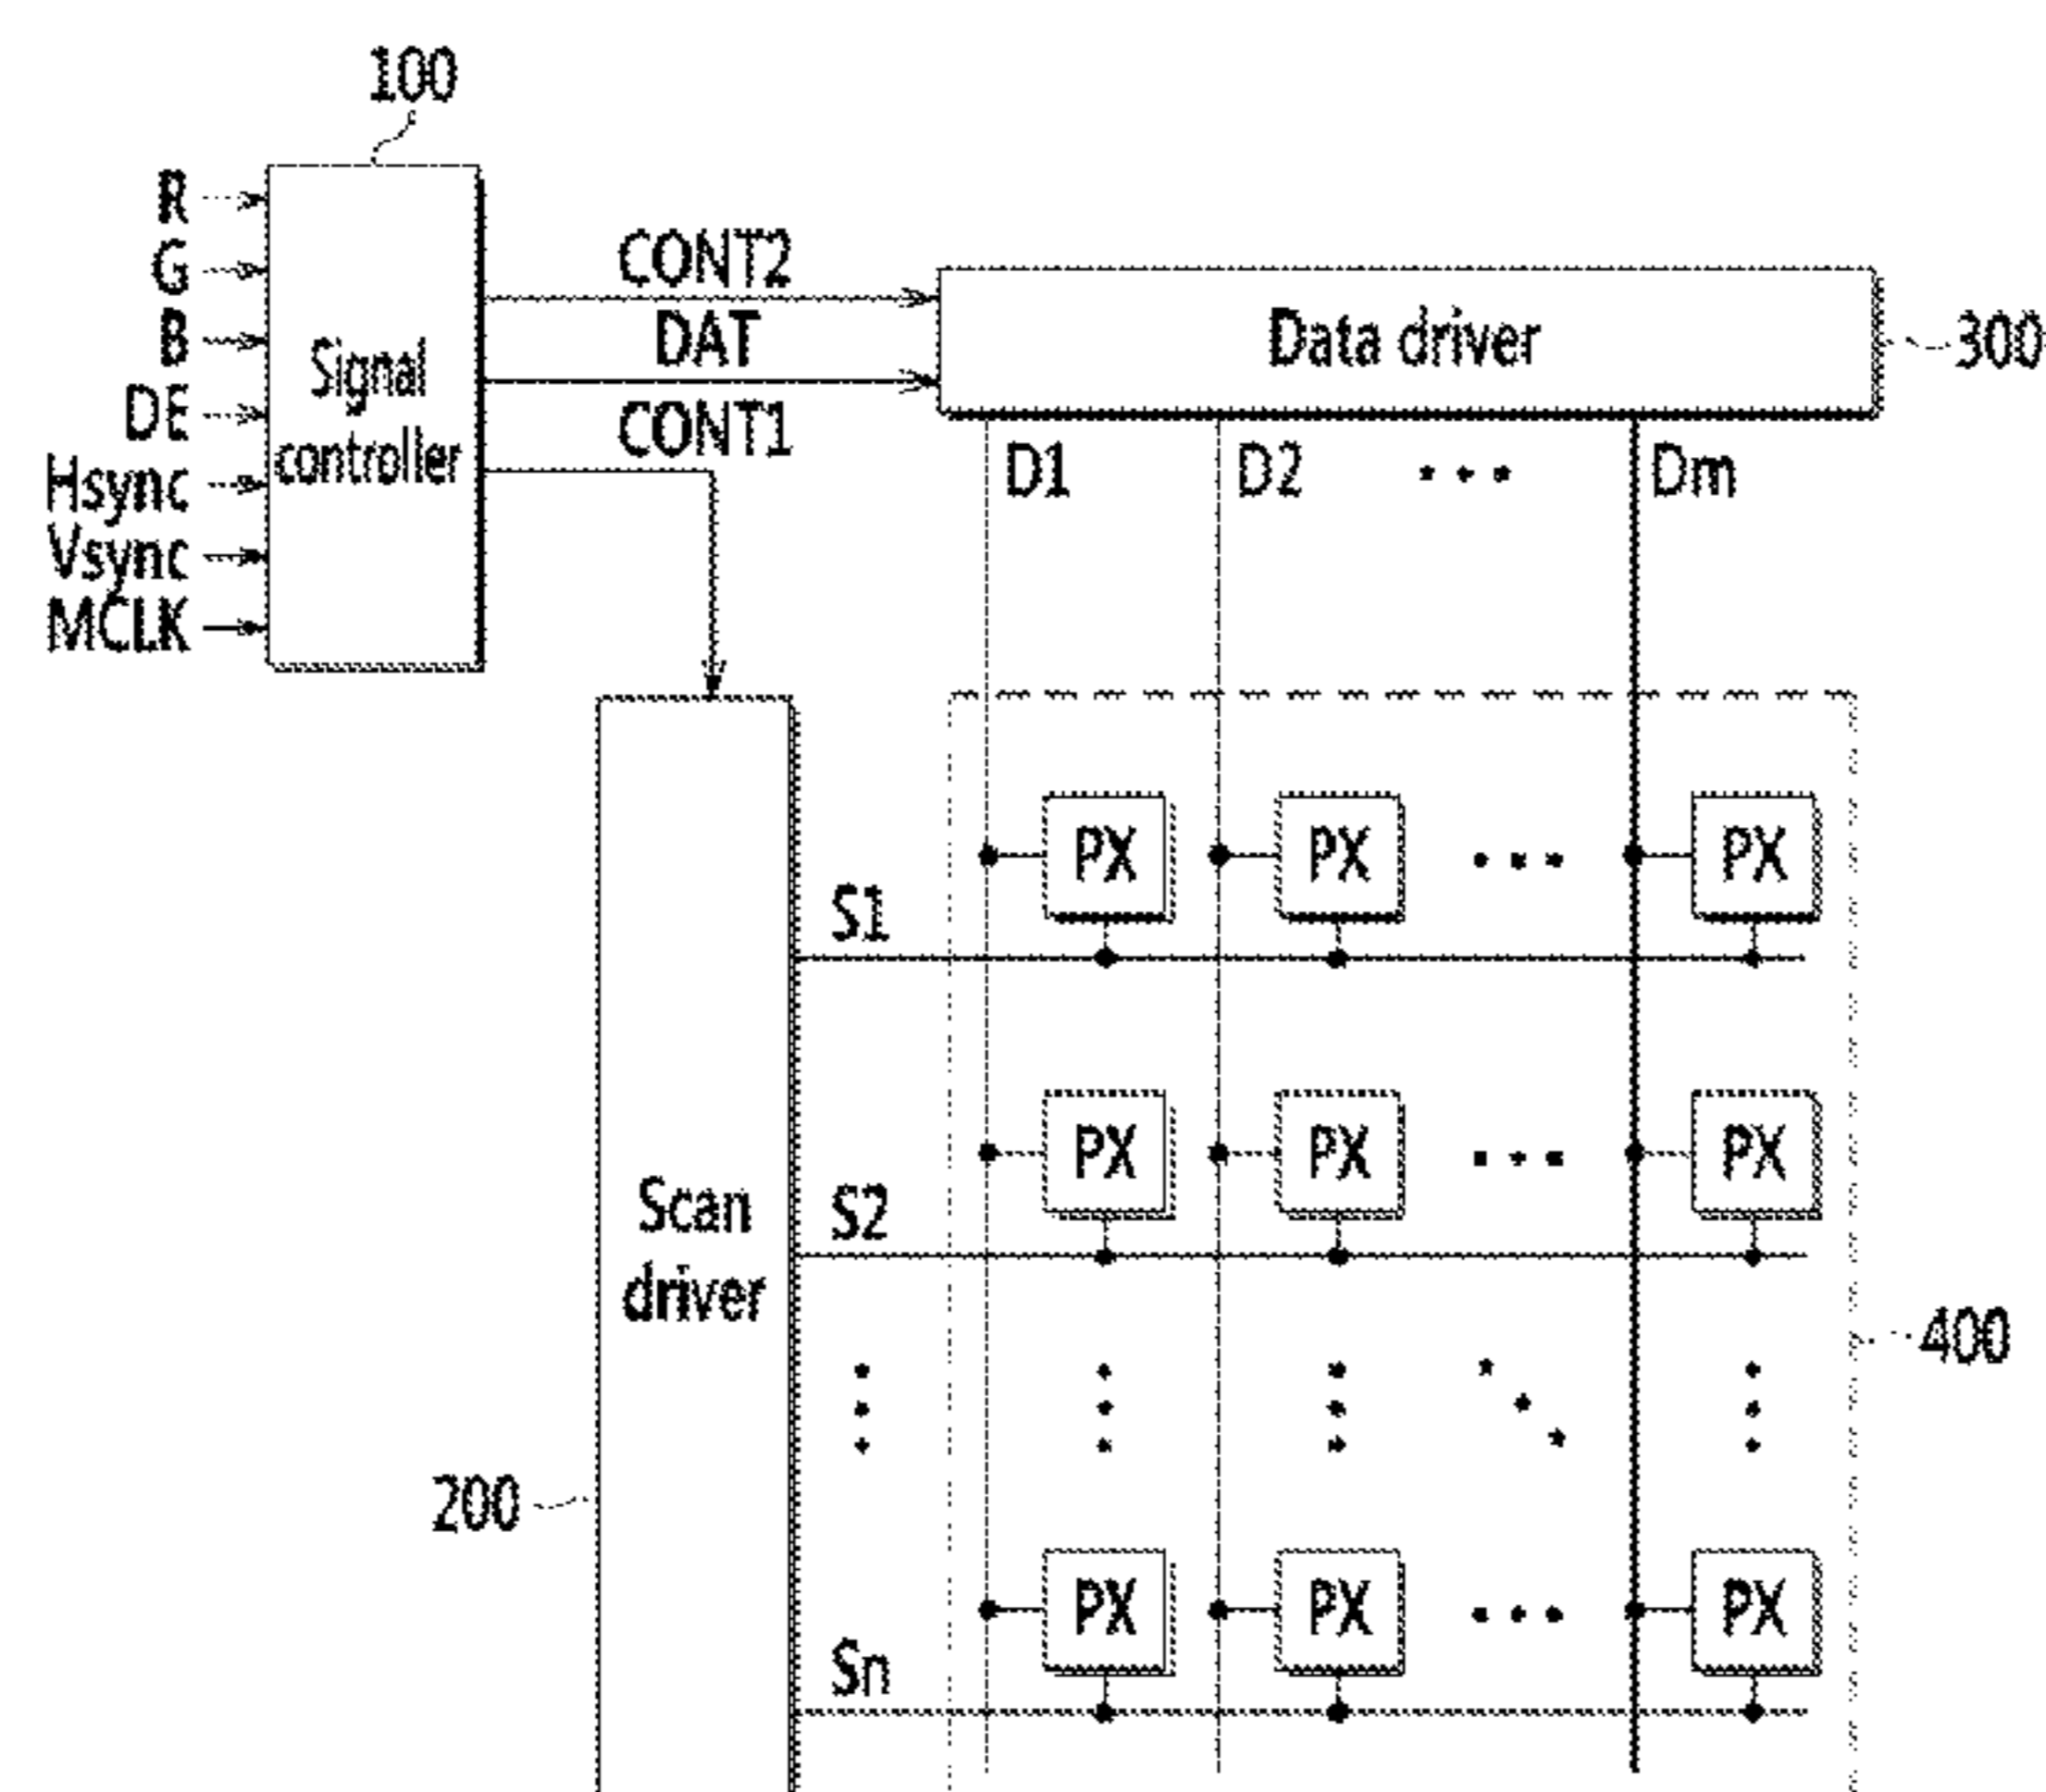 100
R
G
B
DE
Hsync
Vsync
MCLK
Signal
controller
CONT2
DAT
CONT1
Data driver
300
D1 D2 Dm
PX PX PX
S1
PX PX PX
S2
Scan
driver
400
200
PX PX PX
Sn